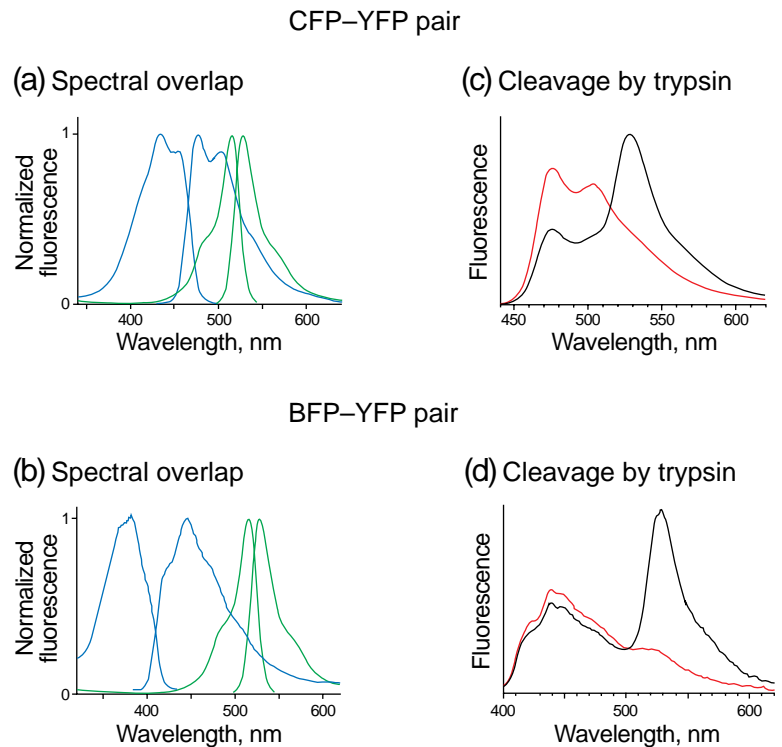 CFP–YFP pair
(a) Spectral overlap
1
Normalized
fluorescence
0
400 500 600
Wavelength, nm
(c) Cleavage by trypsin
Fluorescence
450 500 550 600
Wavelength, nm
BFP–YFP pair
(b) Spectral overlap
1
Normalized
fluorescence
0
400 500 600
Wavelength, nm
(d) Cleavage by trypsin
Fluorescence
400 500 600
Wavelength, nm